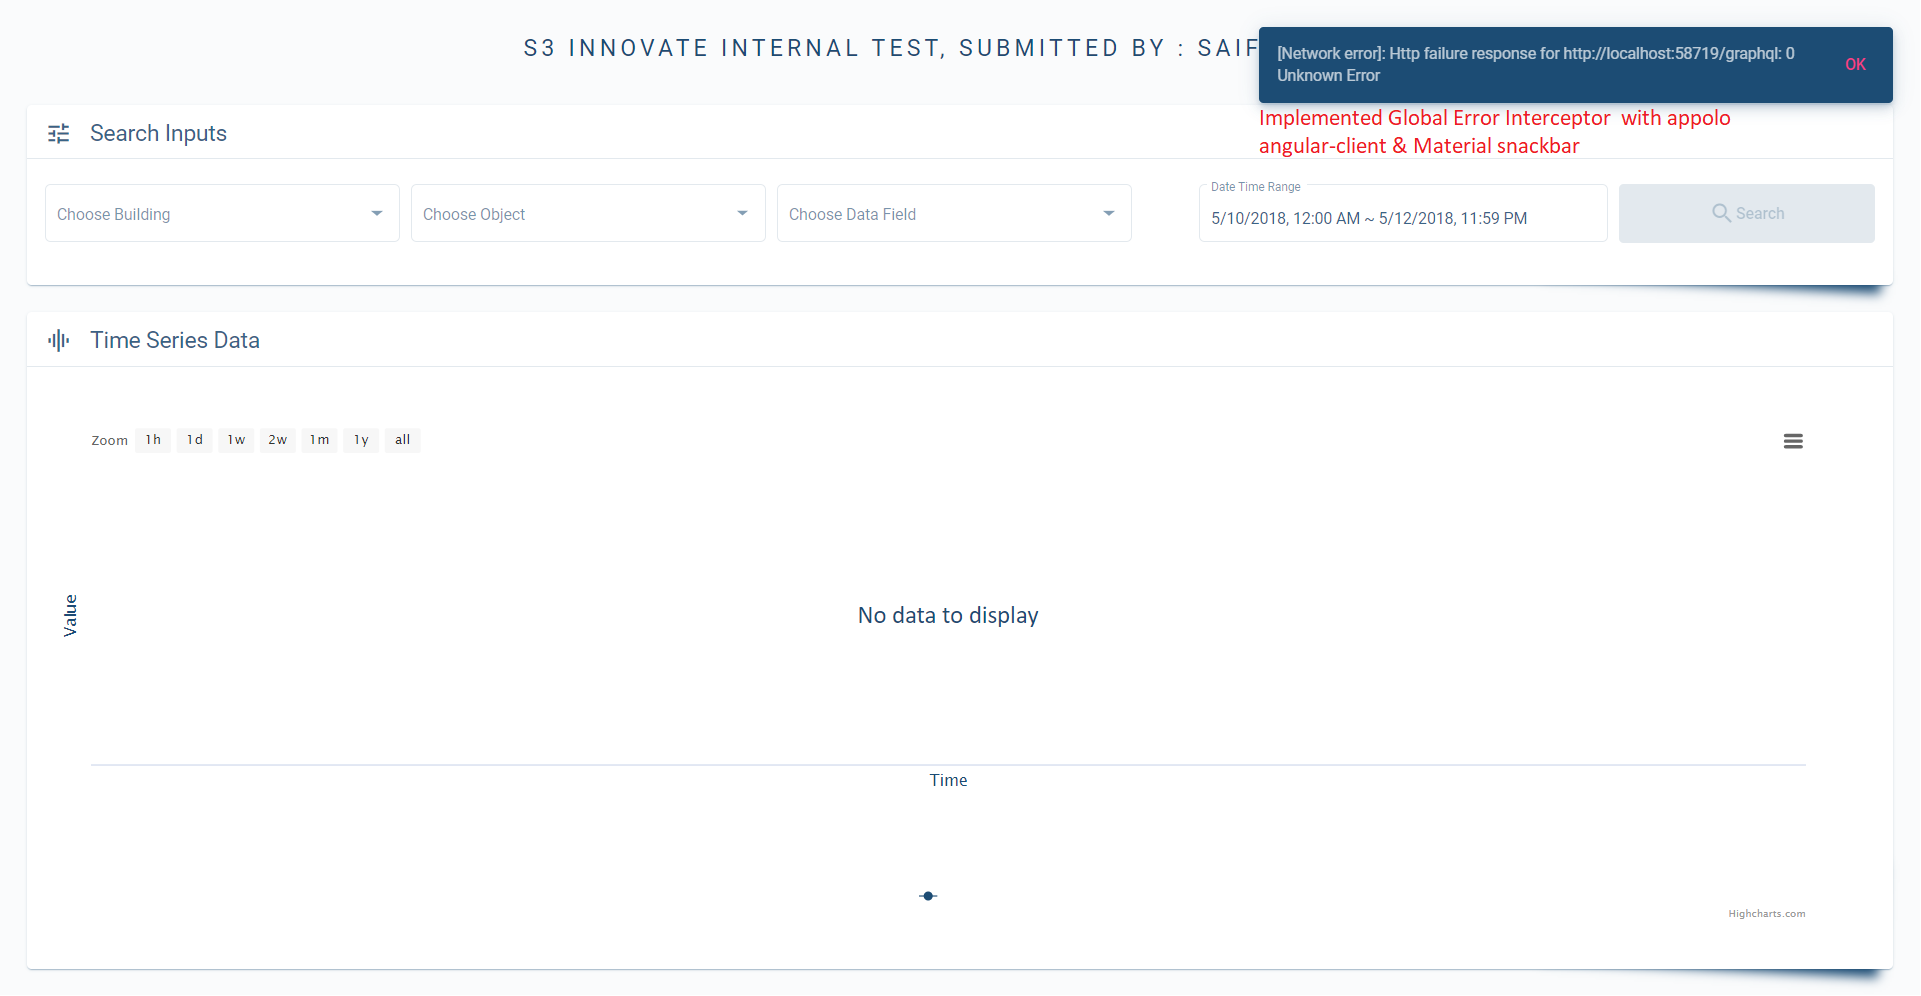 S3 INNOVATE INTERNAL TEST, SUBMITTED BY : SAIF
[Network error]: Http failure response for http://localhost:58719/graphql: 0
Unknown Error
OK
Implemented Global Error Interceptor  with appolo
angular-client & Material snackbar
Search Inputs
Choose Building
Choose Object
Choose Data Field
Date Time Range
5/10/2018, 12:00 AM ~ 5/12/2018, 11:59 PM
Search
Time Series Data
Zoom 1h 1d 1w 2w 1m 1y all
Value
No data to display
Time
Highcharts.com